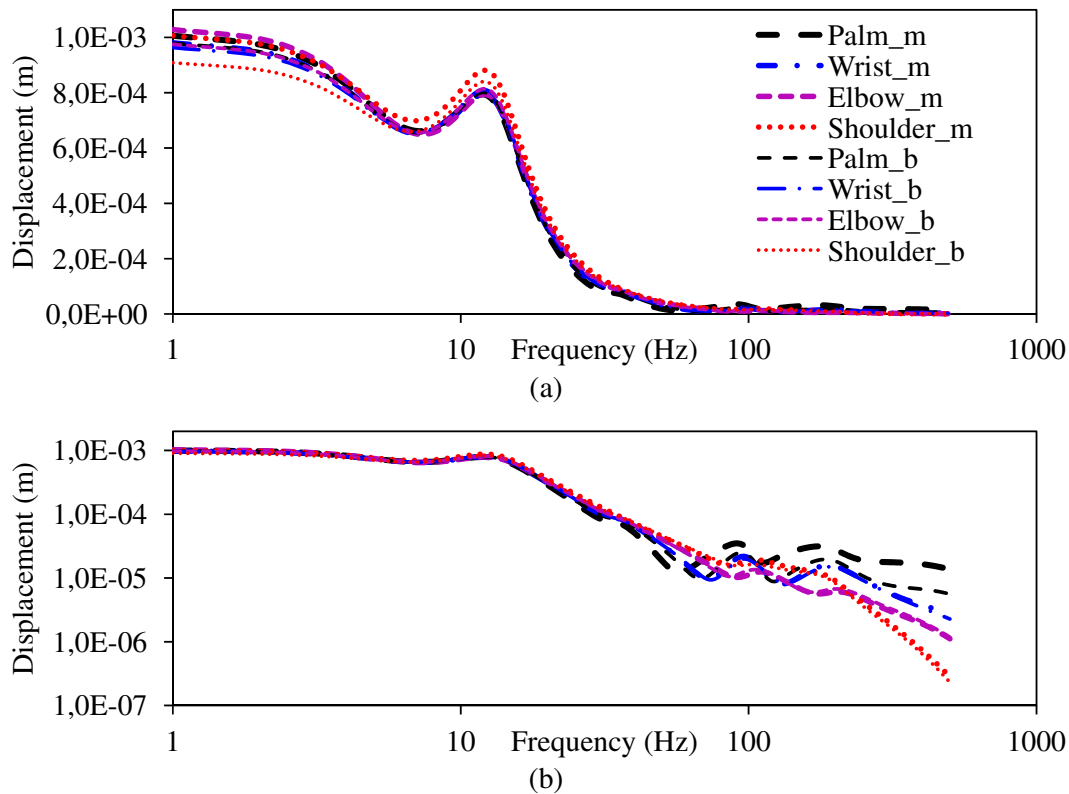 1,0E-03
8,0E-04
6,0E-04
4,0E-04
2,0E-04
0,0E+00
Displacement (m)
Palm_m
Wrist_m
Elbow_m
Shoulder_m
Palm_b
Wrist_b
Elbow_b
Shoulder_b
1 10 Frequency (Hz) 100 1000
(a)
1,0E-03
1,0E-04
1,0E-05
1,0E-06
1,0E-07
Displacement (m)
1 10 Frequency (Hz) 100 1000
(b)